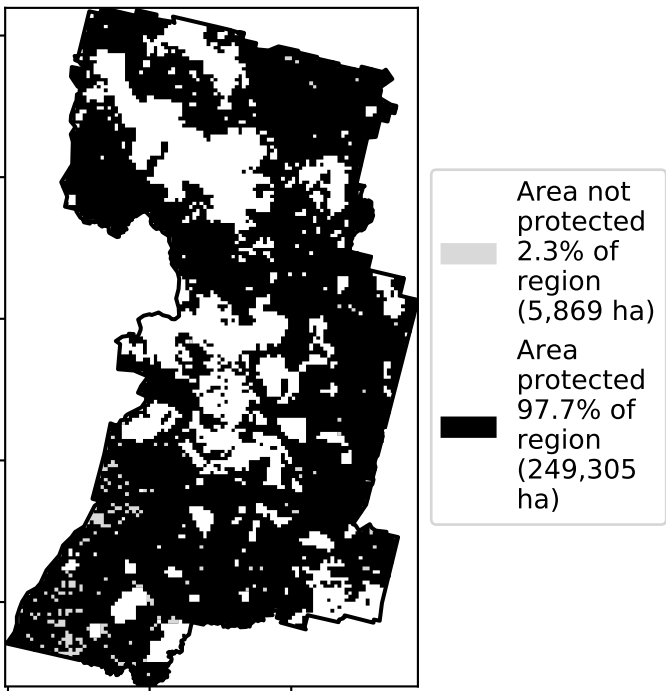 Area not
protected
2.3% of
region
(5,869 ha)
Area
protected
97.7% of
region
(249,305
ha)